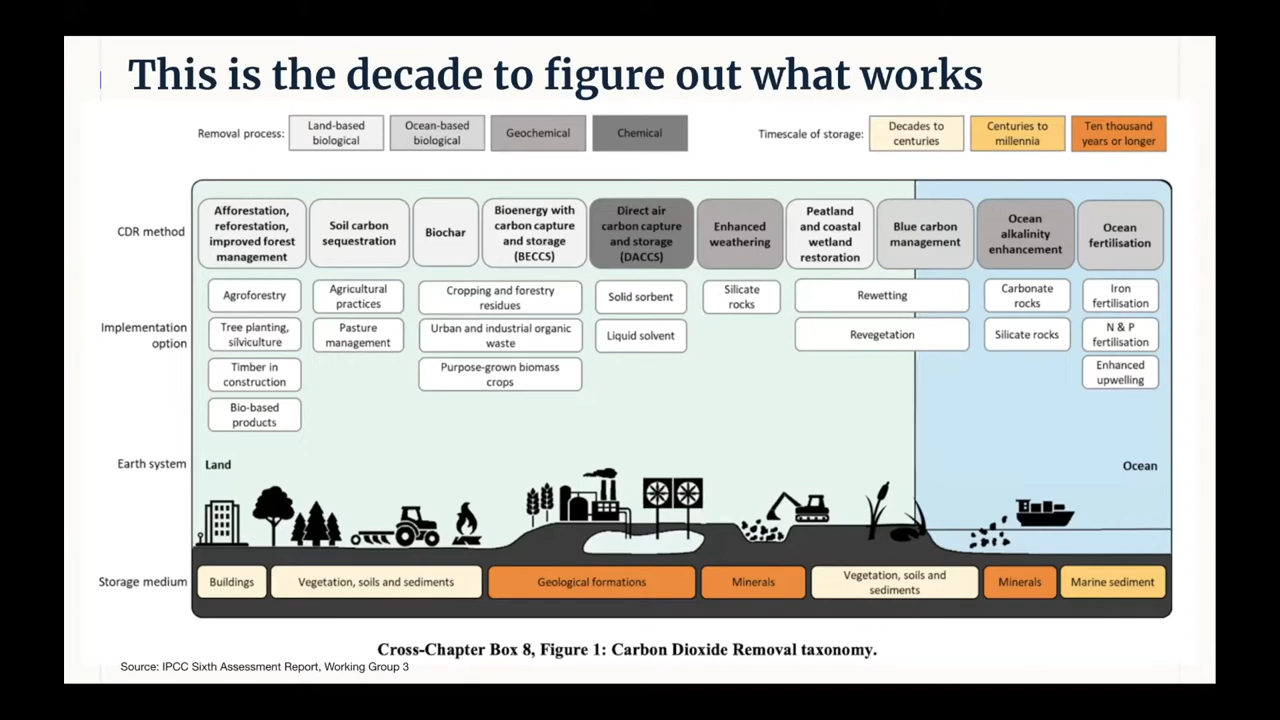 This is the decade to figure out what works
Removal process:
Land-based
biological
Ocean-based
biological
Geochemical
Chemical
Timescale of storage:
Decades to
centuries
Centuries to
millennia
Ten thousand
years or longer
CDR method
Afforestation,
reforestation,
improved forest
management
Soil carbon
sequestration
Biochar
Bioenergy with
carbon capture
and storage
(BECCS)
Direct air
carbon capture
and storage
(DACCS)
Enhanced
weathering
Peatland
and coastal
wetland
restoration
Blue carbon
management
Ocean
alkalinity
enhancement
Ocean
fertilisation
Implementation
option
Agroforestry
Tree planting,
silviculture
Timber in
construction
Bio-based
products
Agricultural
practices
Pasture
management
Cropping and forestry
residues
Urban and industrial organic
waste
Purpose-grown biomass
crops
Solid sorbent
Liquid solvent
Silicate
rocks
Rewetting
Revegetation
Carbonate
rocks
Silicate rocks
Iron
fertilisation
N & P
fertilisation
Enhanced
upwelling
Earth system
Land
Ocean
Storage medium
Buildings
Vegetation, soils and sediments
Geological formations
Minerals
Vegetation, soils and
sediments
Minerals
Marine sediment
Cross-Chapter Box 8, Figure 1: Carbon Dioxide Removal taxonomy.
Source: IPCC Sixth Assessment Report, Working Group 3